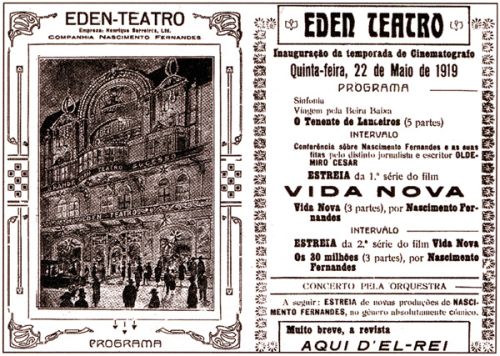 EDEN-TEATRO
Empreza: Henrique Barreiros, Ltd.
COMPANHIA NASCIMENTO FERNANDES
PROGRAMA
EDEN TEATRO
Inauguração da temporada de Cinematografo
Quinta-feira, 22 de Maio de 1919
PROGRAMA
Sinfonia
Viagem pela Beira Baixa
O Tenente de Lanceiros (5 partes)
INTERVALO
Conferência sôbre Nascimento Fernandes e as suas
fitas pelo distinto jornalista e escritor OLDE-
MIRO CESAR
ESTREIA da 1.ª série do film
VIDA NOVA
Vida Nova (3 partes), por Nascimento Fer-
nandes
INTERVALO
ESTREIA da 2.ª série do film Vida Nova
Os 30 milhões (3 partes), por Nascimento
Fernandes
CONCERTO PELA ORQUESTRA
A seguir: ESTREIA de novas produções de NASCI-
MENTO FERNANDES, no género absolutamente cómico.
Muito breve, a revista
AQUI D'EL-REI